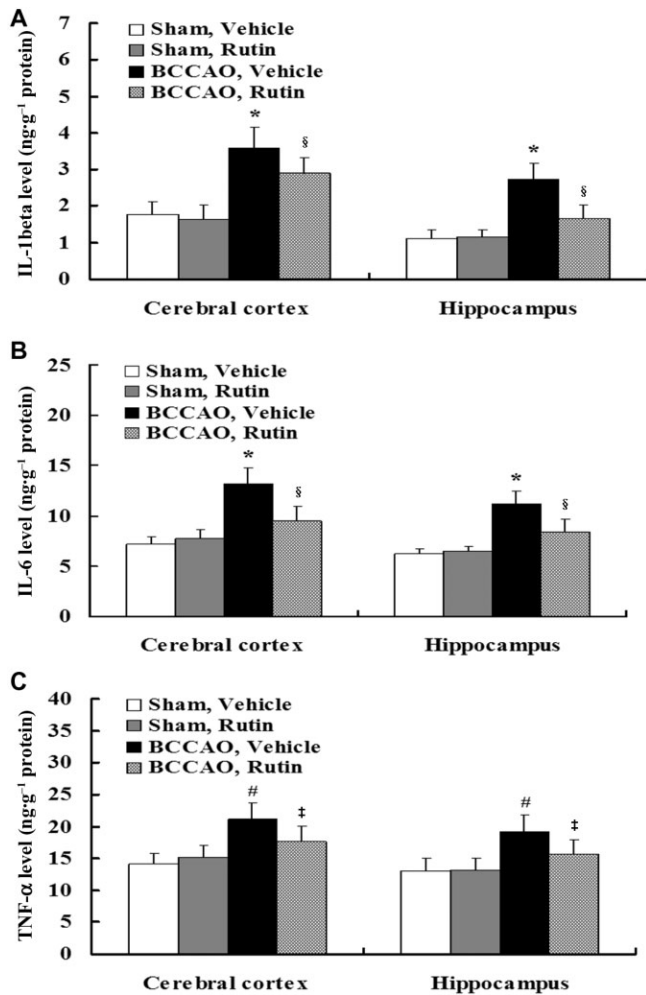 A
IL-1beta level (ng·g⁻¹ protein)
7
6
5
4
3
2
1
0
Sham, Vehicle
Sham, Rutin
BCCAO, Vehicle
BCCAO, Rutin
*
§
*
§
Cerebral cortex
Hippocampus
B
IL-6 level (ng·g⁻¹ protein)
25
20
15
10
5
0
Sham, Vehicle
Sham, Rutin
BCCAO, Vehicle
BCCAO, Rutin
*
§
*
§
Cerebral cortex
Hippocampus
C
TNF-α level (ng·g⁻¹ protein)
40
35
30
25
20
15
10
5
0
Sham, Vehicle
Sham, Rutin
BCCAO, Vehicle
BCCAO, Rutin
#
‡
#
‡
Cerebral cortex
Hippocampus